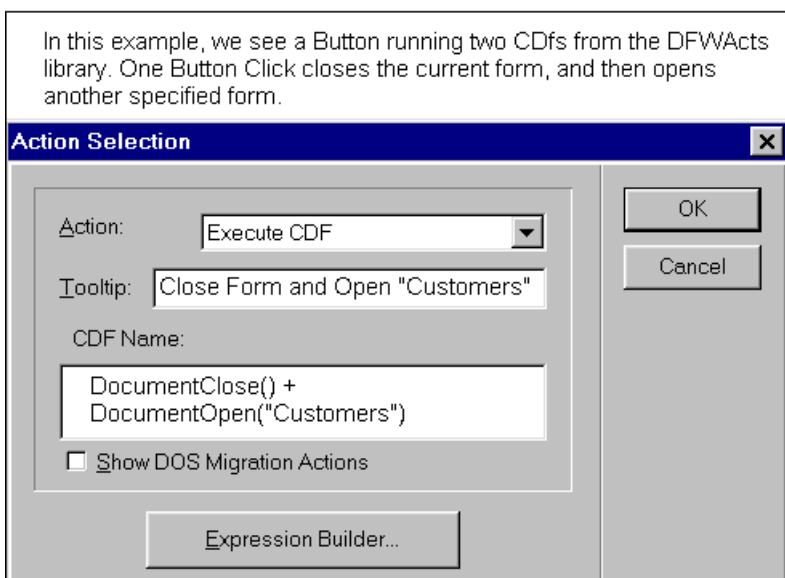 In this example, we see a Button running two CDfs from the DFWActs
library. One Button Click closes the current form, and then opens
another specified form.
Action Selection
Action: Execute CDF
OK
Tooltip: Close Form and Open "Customers"
Cancel
CDF Name:
DocumentClose() +
DocumentOpen("Customers")
Show DOS Migration Actions
Expression Builder...